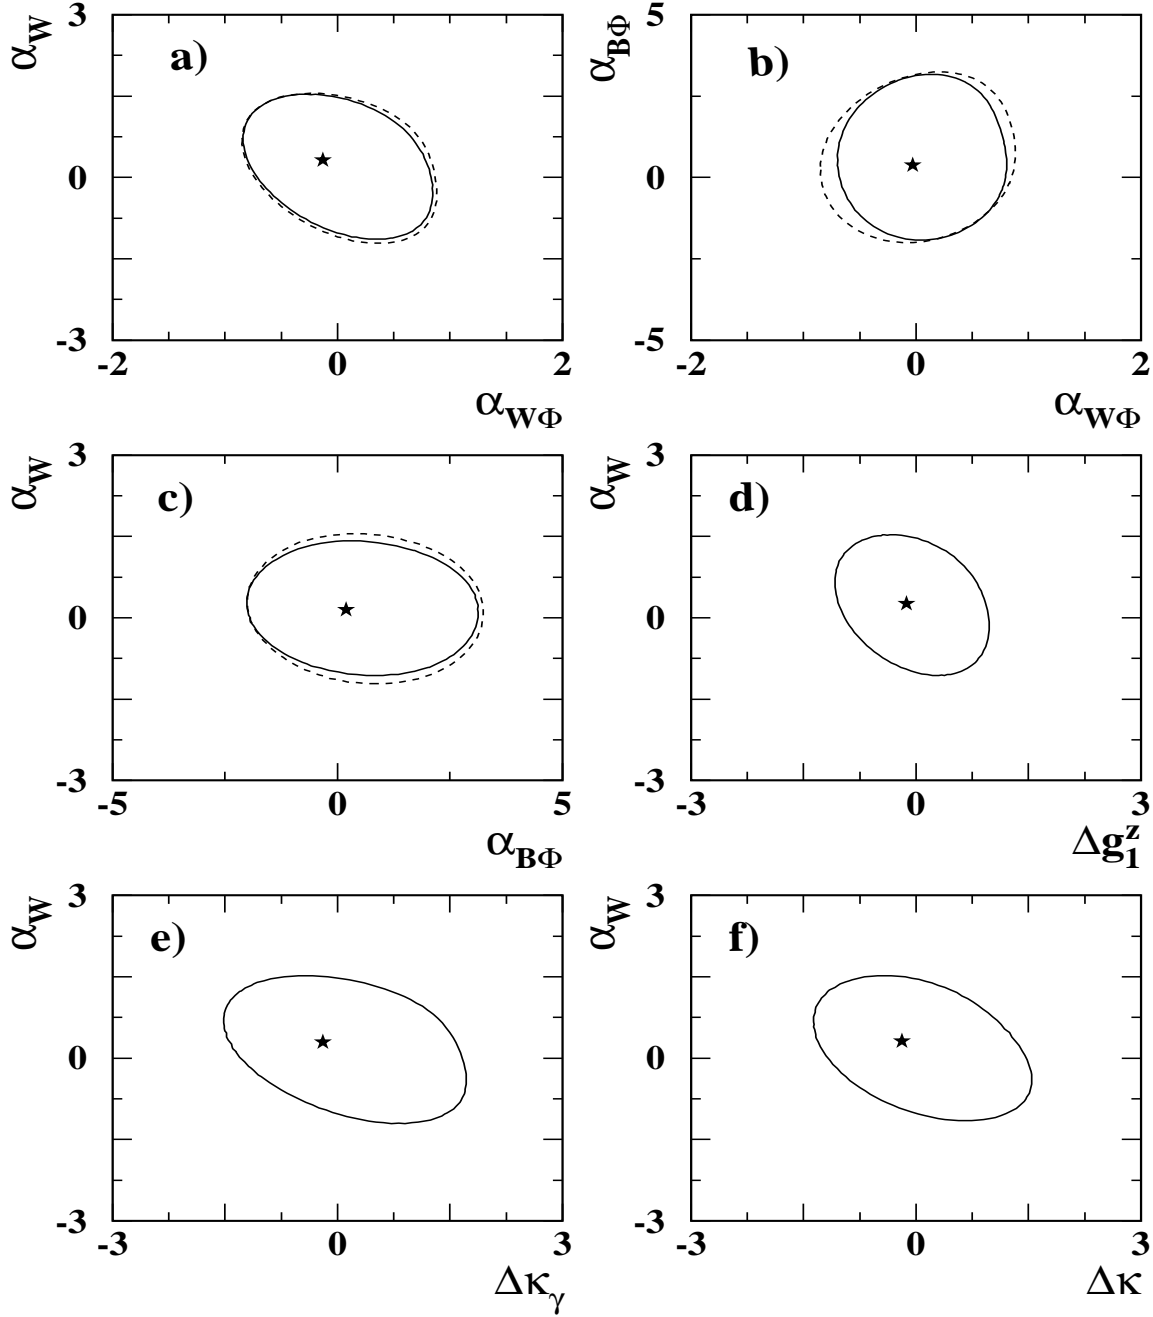 α_W 3 a) 0 -3 -2 0 2 α_WΦ
α_BΦ 5 b) 0 -5 -2 0 2 α_WΦ
α_W 3 c) 0 -3 -5 0 5 α_BΦ
α_W 3 d) 0 -3 -3 0 3 Δg_1^z
α_W 3 e) 0 -3 -3 0 3 Δκ_γ
α_W 3 f) 0 -3 -3 0 3 Δκ